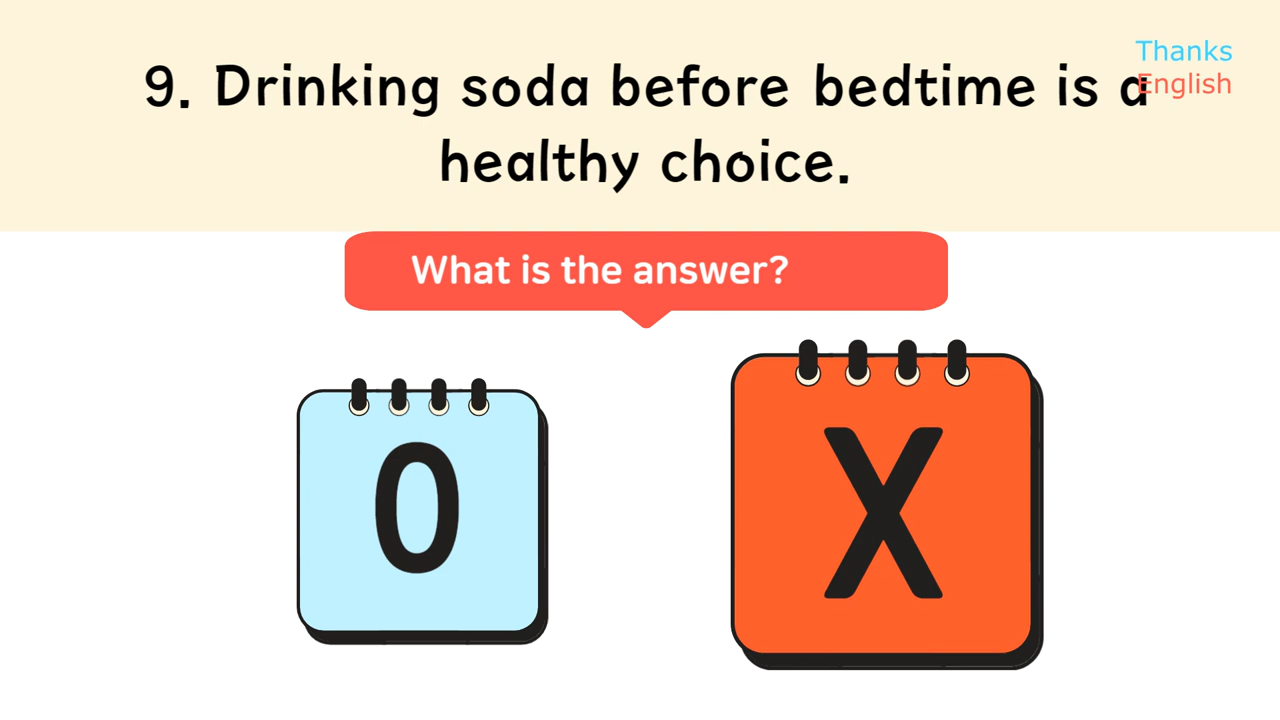 9. Drinking soda before bedtime is a
healthy choice.
Thanks
English
What is the answer?
O
X